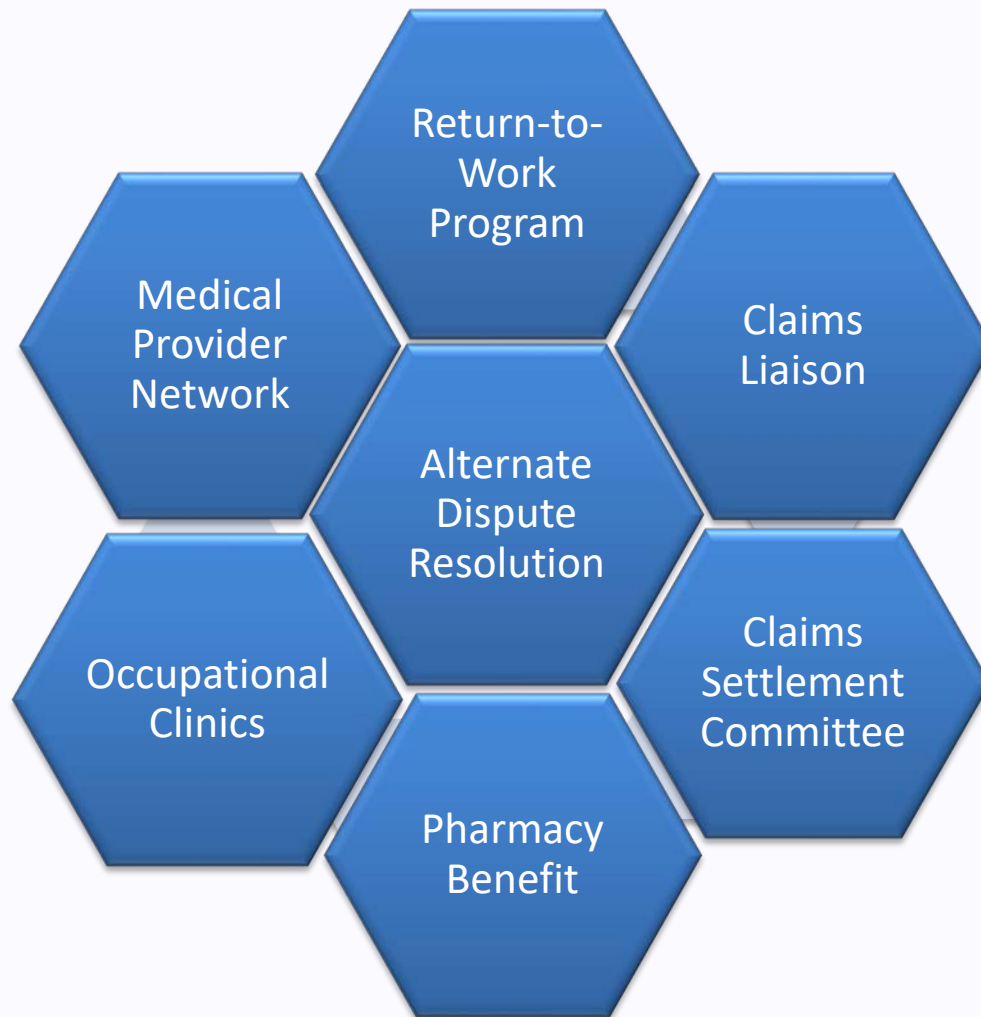 Return-to-
Work
Program
Medical
Provider
Network
Claims
Liaison
Alternate
Dispute
Resolution
Occupational
Clinics
Claims
Settlement
Committee
Pharmacy
Benefit